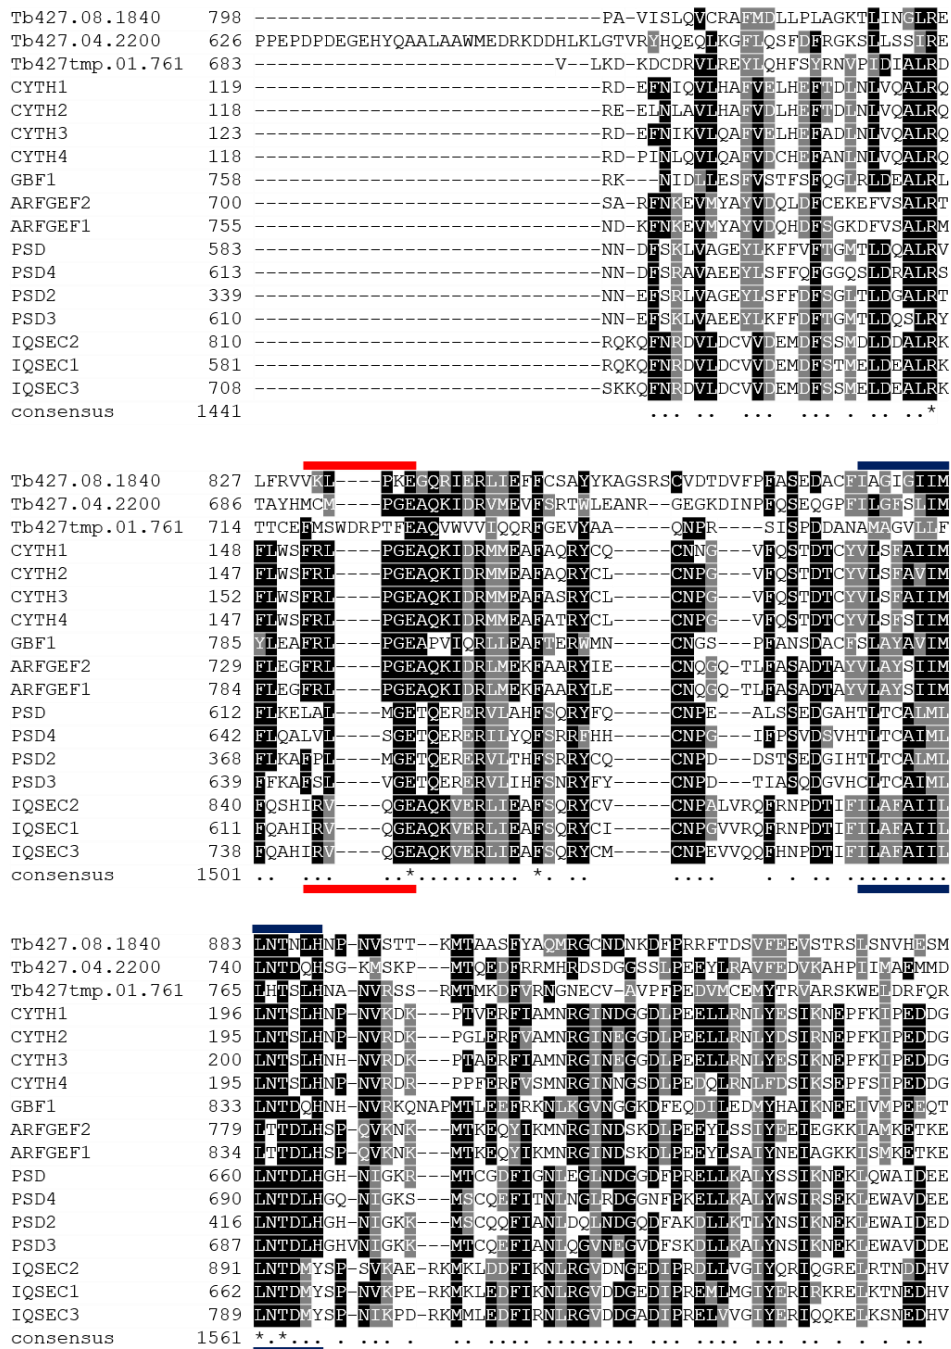 Tb427.08.1840 798 ------------------------------PA-VISLQVCRAFMDLLPLAGKTLINGLRE
Tb427.04.2200 626 PPEPDPDEGEHYQAALAAWMEDRKDDHLKLGTVRYHQEQLKGFLQSFDFRGKSLLSSIRE
Tb427tmp.01.761 683 --------------------------V--LKD-KDCDRVLREYLQHFSYRNVPIDIALRD
CYTH1 119 ------------------------------RD-EFNIQVLHAFVELHEFTDLNLVQALRQ
CYTH2 118 ------------------------------RE-ELNLAVLHAFVDLHEFTDLNLVQALRQ
CYTH3 123 ------------------------------RD-EFNIKVLQAFVELHEFADLNLVQALRQ
CYTH4 118 ------------------------------RD-PINLQVLQAFVDCHEFANLNLVQALRQ
GBF1 758 ------------------------------RK---NIDLLESFVSTFSFQGLRLDEALRL
ARFGEF2 700 ------------------------------SA-RFNKEVMYAYVDQLDFCEKEFVSALRT
ARFGEF1 755 ------------------------------ND-KFNKEVMYAYVDQHDFSGKDFVSALRM
PSD 583 ------------------------------NN-DFSKLVAGEYLKFFVFTGMTLDQALRV
PSD4 613 ------------------------------NN-DFSRAVAEEYLSFFQFGGQSLDRALRS
PSD2 339 ------------------------------NN-EFSRLVAGEYLSFFDFSGLTLDGALRT
PSD3 610 ------------------------------NN-EFSKLVAEEYLKFFDFTGMTLDQSLRY
IQSEC2 810 ------------------------------RQKQFNRDVLDCVVDEMDFSSMDLDDALRK
IQSEC1 581 ------------------------------RQKQFNRDVLDCVVDEMDFSTMELDEALRK
IQSEC3 708 ------------------------------SKKQFNRDVLDCVVDEMDFSSMELDEALRK
consensus 1441 ... .. .. .. . .. ..*
Tb427.08.1840 827 LFRVVKL----PKEGQRIERLIEFFCSAYYKAGSRSCVDTDVFPFASEDACFIAGIGIIM
Tb427.04.2200 686 TAYHMCM----PGEAQKIERLMEVFSRTWLEANR--GEGKDINPFQSEQGPFILGFSLIM
Tb427tmp.01.761 714 TTCEFMSWDRPTFEAQVWVVLQQRFGEVYAA-----QNPR----SISPDDANAMAGVLLF
CYTH1 148 FLWSFRL----PGEAQKIDRMMEAFAQRYCQ-----CNNG---VFQSTDTCYVLSFAIIM
CYTH2 147 FLWSFRL----PGEAQKIDRMMEAFAQRYCL-----CNPG---VFQSTDTCYVLSFAVIM
CYTH3 152 FLWSFRL----PGEAQKIDRMMEAFASRYCL-----CNPG---VFQSTDTCYVLSFAIIM
CYTH4 147 FLWSFRL----PGEAQKIDRMMEAFATRYCL-----CNPG---VFQSTDTCYVLSFSIIM
GBF1 785 YLEAFRL----PGEAPVIQRLLEAFTERWMN-----CNGS---PFANSDACFSLAYAVIM
ARFGEF2 729 FLEGFRL----PGEAQKIDRLMEKFAARYIE-----CNQGQ-TLFASADTAYVLAYSIIM
ARFGEF1 784 FLEGFRL----PGEAQKIDRLMEKFAARYLE-----CNQGQ-TLFASADTAYVLAYSIIM
PSD 612 FLKELAL----MGETQERERVLAHFSQRYFQ-----CNPE---ALSSEDGAHTLTCALML
PSD4 642 FLQALVL----SGETQERERILYQFSRRFHH-----CNPG---IFPSVDSVHTLTCAIML
PSD2 368 FLKAFPL----MGETQERERVLTHFSRRYCQ-----CNPD---DSTSEDGIHTLTCALML
PSD3 639 FFKAFSL----VGETQERERVLIHFSNRYFY-----CNPD---TIASQDGVHCLTCAIML
IQSEC2 840 FQSHIRV----QGEAQKVERLIEAFSQRYCV-----CNPALVRQFRNPDTIFILAFAIIL
IQSEC1 611 FQAHIRV----QGEAQKVERLIEAFSQRYCI-----CNPGVVRQFRNPDTIFILAFAIIL
IQSEC3 738 FQAHIRV----QGEAQKVERLIEAFSQRYCM-----CNPEVVQQFHNPDTIFILAFAIIL
consensus 1501 .. .. ..*..........*. .. .... . .. .........
Tb427.08.1840 883 LNTNLHNP-NVSTT--KMTAASFYAQMRGCNDNKDFPRRFTDSVFEEVSTRSLSNVHESM
Tb427.04.2200 740 LNTDQHSG-KMSKP---MTQEDFRRMHRDSDGGSSLPEEYLRAVFEDVKAHPIIMAEMMD
Tb427tmp.01.761 765 LHTSLHNA-NVRSS--RMTMKDFVRNGNECV-AVPFPEDVMCEMYTRVARSKWELDRFQR
CYTH1 196 LNTSLHNP-NVKDK---PTVERFIAMNRGINDGGDLPEELLRNLYESIKNEPFKIPEDDG
CYTH2 195 LNTSLHNP-NVRDK---PGLERFVAMNRGINEGGDLPEELLRNLYDSIRNEPFKIPEDDG
CYTH3 200 LNTSLHNH-NVRDK---PTAERFIAMNRGINEGGDLPEELLRNLYESIKNEPFKIPEDDG
CYTH4 195 LNTSLHNP-NVRDR---PPFERFVSMNRGINNGSDLPEDQLRNLFDSIKSEPFSIPEDDG
GBF1 833 LNTDQHNH-NVRKQNAPMTLEEFRKNLKGVNGGKDFEQDILEDMYHAIKNEEIVMPEEQT
ARFGEF2 779 LTTDLHSP-QVKNK---MTKEQYIKMNRGINDSKDLPEEYLSSIYEEIEGKKIAMKETKE
ARFGEF1 834 LTTDLHSP-QVKNK---MTKEQYIKMNRGINDSKDLPEEYLSAIYNEIAGKKISMKETKE
PSD 660 LNTDLHGH-NIGKR---MTCGDFIGNLEGLNDGGDFPRELLKALYSSIKNEKLQWAIDEE
PSD4 690 LNTDLHGQ-NIGKS---MSCQEFITNLNGLRDGGNFPKELLKALYWSIRSEKLEWAVDEE
PSD2 416 LNTDLHGH-NIGKK---MSCQQFIANLDQLNDGQDFAKDLLKTLYNSIKNEKLEWAIDED
PSD3 687 LNTDLHGHVNIGKK---MTCQEFIANLQGVNEGVDFSKDLLKALYNSIKNEKLEWAVDDE
IQSEC2 891 LNTDMYSP-SVKAE-RKMKLDDFIKNLRGVDNGEDIPRDLLVGIYQRIQGRELRTNDDHV
IQSEC1 662 LNTDMYSP-NVKPE-RKMKLEDFIKNLRGVDDGEDIPREMLMGIYERIRKRELKTNEDHV
IQSEC3 789 LNTDMYSP-NIKPD-RKMMLEDFIRNLRGVDDGADIPRELVVGIYERIQQKELKSNEDHV
consensus 1561 *.*... . .. . .. .. . .... . .. .. .. .. . . ...